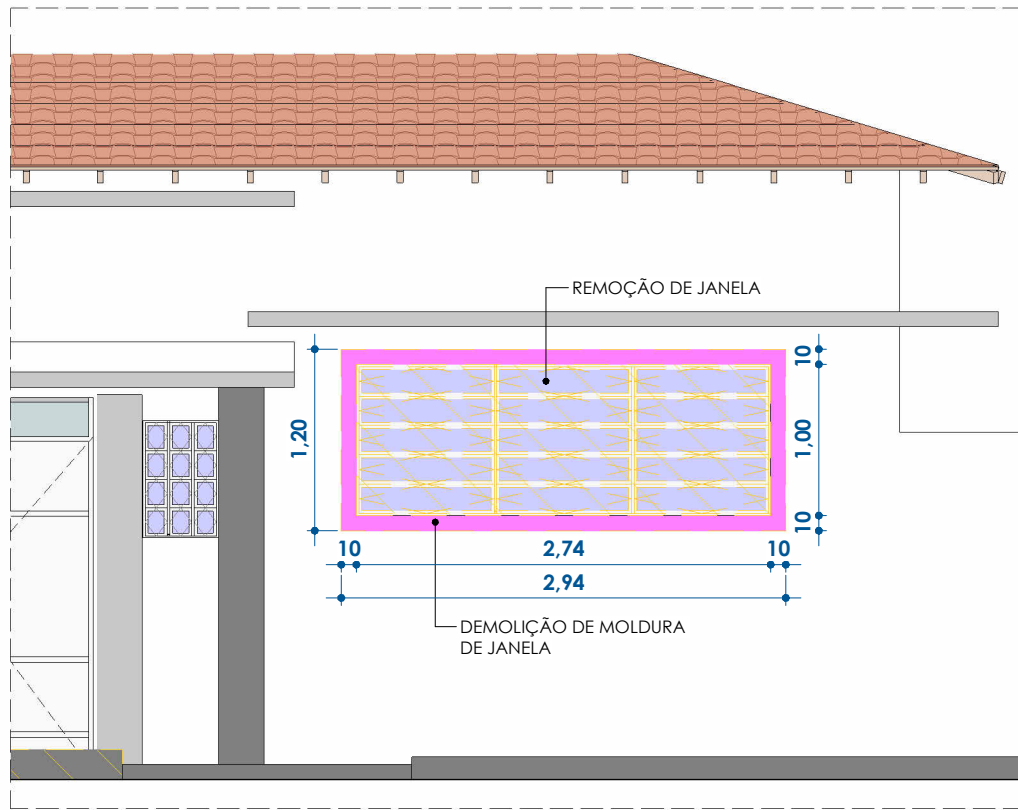 REMOÇÃO DE JANELA
10
1,20
1,00
10
10
2,74
10
2,94
DEMOLIÇÃO DE MOLDURA
DE JANELA